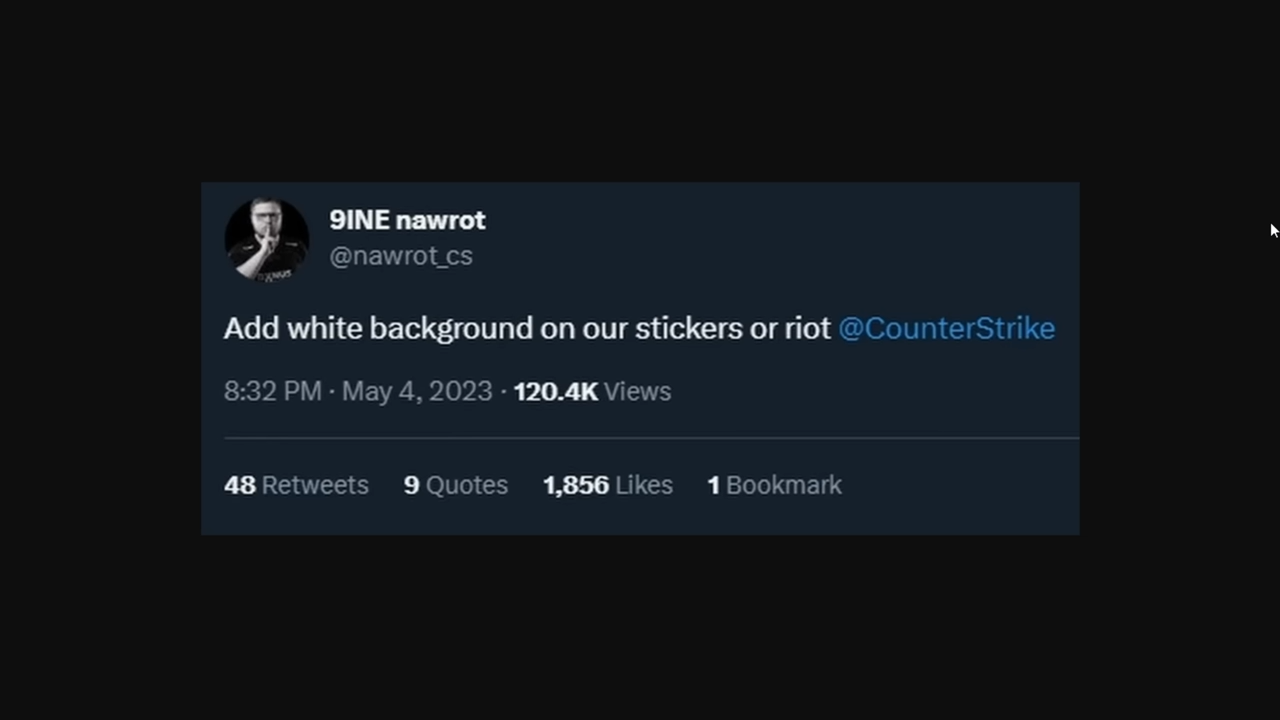 9INE nawrot
@nawrot_cs
Add white background on our stickers or riot @CounterStrike
8:32 PM · May 4, 2023 · 120.4K Views
48 Retweets 9 Quotes 1,856 Likes 1 Bookmark